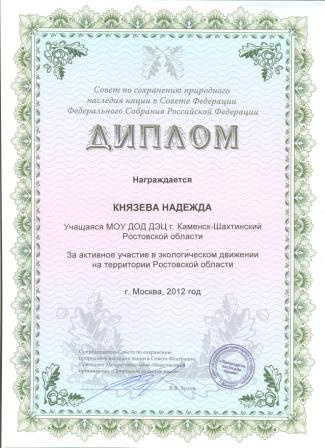 Совет по сохранению природного
наследия нации в Совете Федерации
Федерального Собрания Российской Федерации
ДИПЛОМ
Награждается
КНЯЗЕВА НАДЕЖДА
Учащаяся МОУ ДОД ДЭЦ г. Каменск-Шахтинский
Ростовской области
За активное участие в экологическом движении
на территории Ростовской области
г. Москва, 2012 год
Сопредседатель Совета по сохранению
природного наследия нации в Совете Федерации,